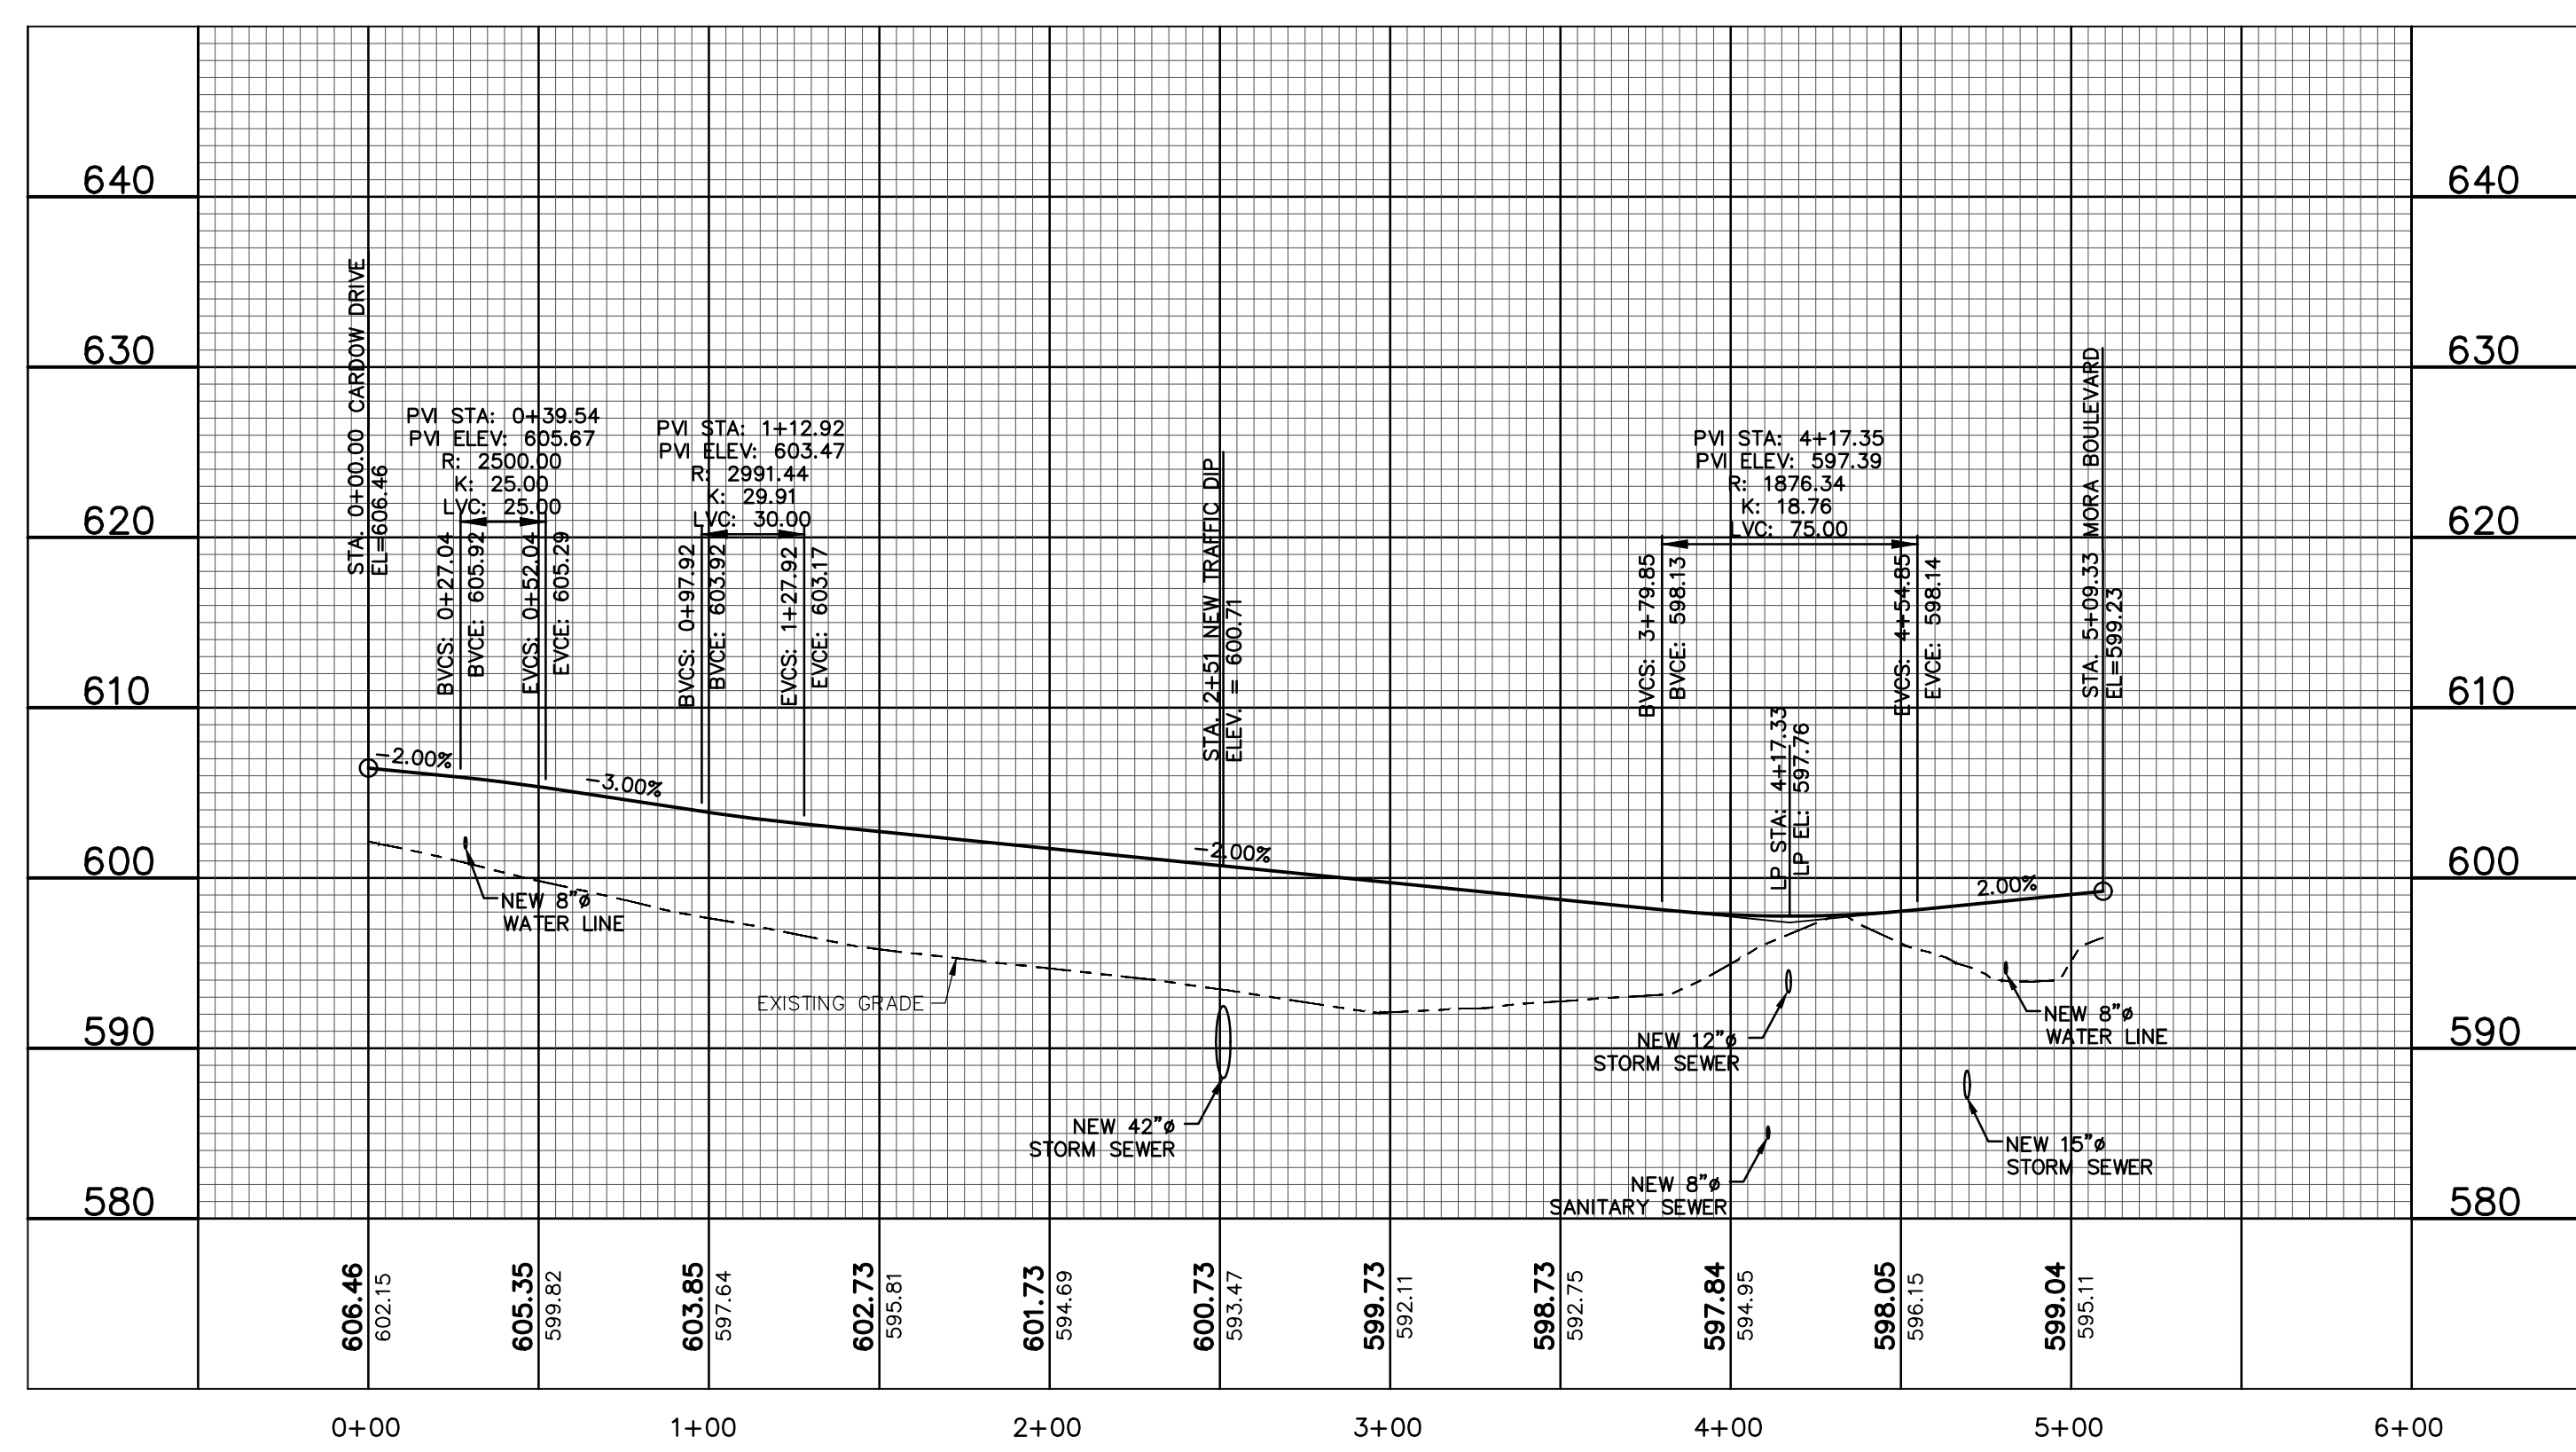 640
640
630
630
620
620
610
610
600
600
590
590
580
580
STA. 0+00.00 CARDOW DRIVE
EL=606.46
PVI STA: 0+39.54
PVI ELEV: 605.67
R: 2500.00
K: 25.00
LVC: 25.00
BVCS: 0+27.04
BVCE: 605.92
EVCS: 0+52.04
EVCE: 605.29
PVI STA: 1+12.92
PVI ELEV: 603.47
R: 2991.44
K: 29.91
LVC: 30.00
BVCS: 0+97.92
BVCE: 603.92
EVCS: 1+27.92
EVCE: 603.17
STA. 2+51 NEW TRAFFIC DIP
ELEV. = 600.71
PVI STA: 4+17.35
PVI ELEV: 597.39
R: 1876.34
K: 18.76
LVC: 75.00
BVCS: 3+79.85
BVCE: 598.13
EVCS: 4+54.85
EVCE: 598.14
LP STA: 4+17.33
LP EL: 597.76
STA. 5+09.33 MORA BOULEVARD
EL=599.23
-2.00%
-3.00%
-2.00%
2.00%
NEW 8"ø
WATER LINE
EXISTING GRADE
NEW 42"ø
STORM SEWER
NEW 12"ø
STORM SEWER
NEW 8"ø
SANITARY SEWER
NEW 8"ø
WATER LINE
NEW 15"ø
STORM SEWER
606.46
602.15
605.35
599.82
603.85
597.64
602.73
595.81
601.73
594.69
600.73
593.47
599.73
592.11
598.73
592.75
597.84
594.95
598.05
596.15
599.04
595.11
0+00
1+00
2+00
3+00
4+00
5+00
6+00